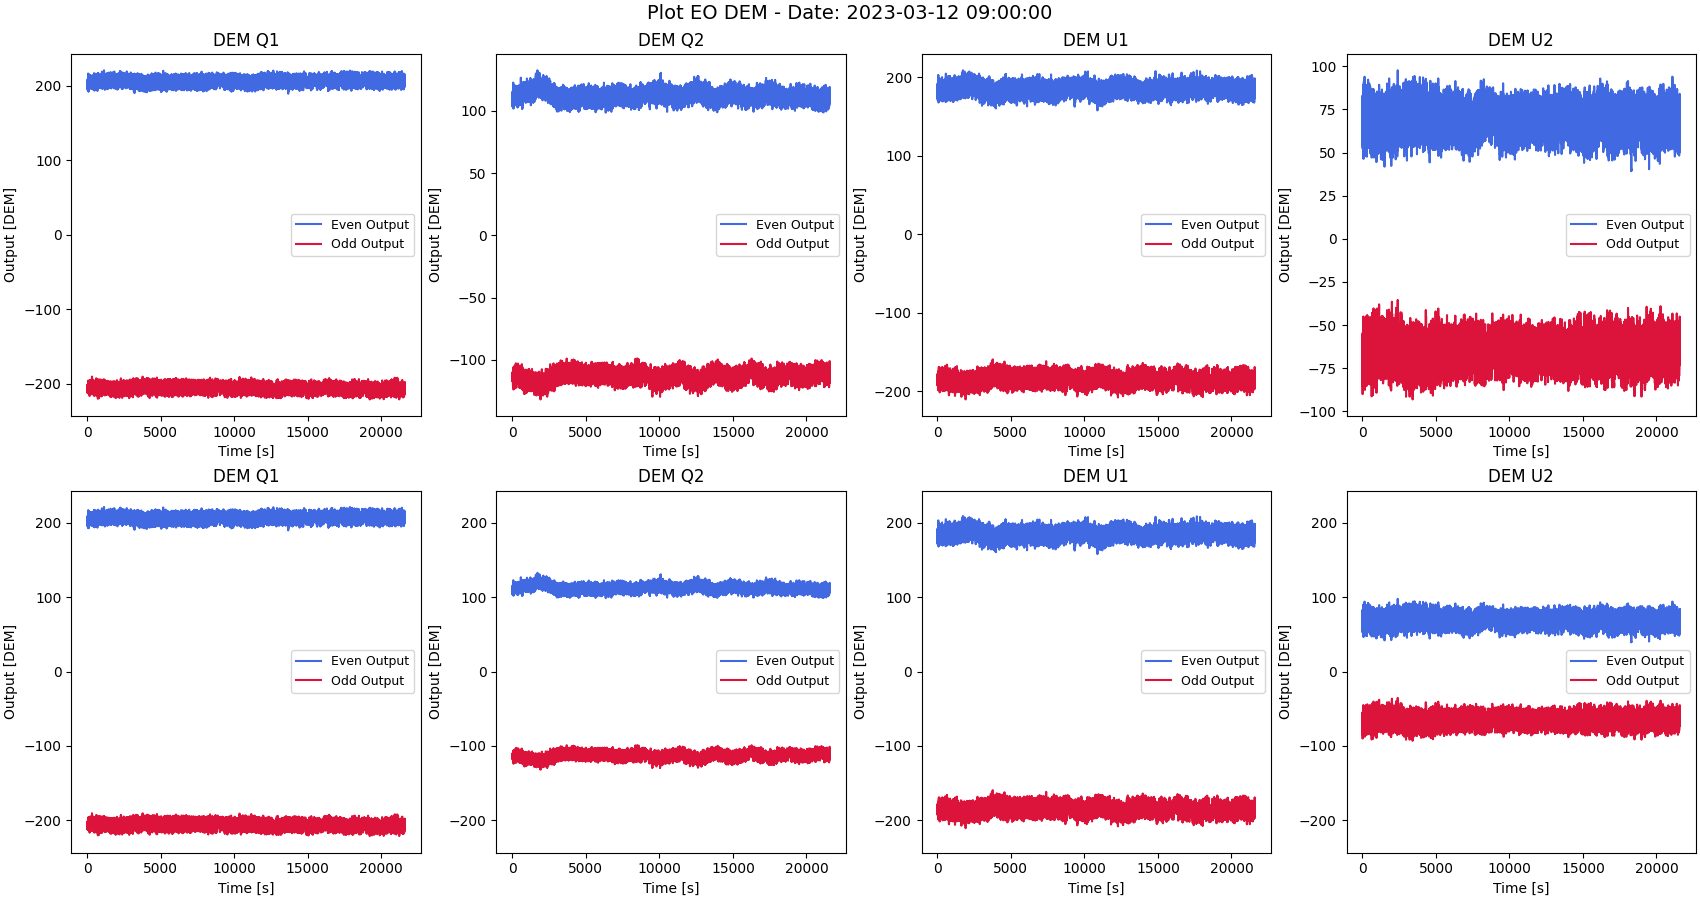 Plot EO DEM - Date: 2023-03-12 09:00:00
DEM Q1
200
100
0
−100
−200
Output [DEM]
Even Output
Odd Output
0 5000 10000 15000 20000
Time [s]
DEM Q2
100
50
0
−50
−100
Output [DEM]
Even Output
Odd Output
0 5000 10000 15000 20000
Time [s]
DEM U1
200
100
0
−100
−200
Output [DEM]
Even Output
Odd Output
0 5000 10000 15000 20000
Time [s]
DEM U2
100
75
50
25
0
−25
−50
−75
−100
Output [DEM]
Even Output
Odd Output
0 5000 10000 15000 20000
Time [s]
DEM Q1
200
100
0
−100
−200
Output [DEM]
Even Output
Odd Output
0 5000 10000 15000 20000
Time [s]
DEM Q2
200
100
0
−100
−200
Output [DEM]
Even Output
Odd Output
0 5000 10000 15000 20000
Time [s]
DEM U1
200
100
0
−100
−200
Output [DEM]
Even Output
Odd Output
0 5000 10000 15000 20000
Time [s]
DEM U2
200
100
0
−100
−200
Output [DEM]
Even Output
Odd Output
0 5000 10000 15000 20000
Time [s]